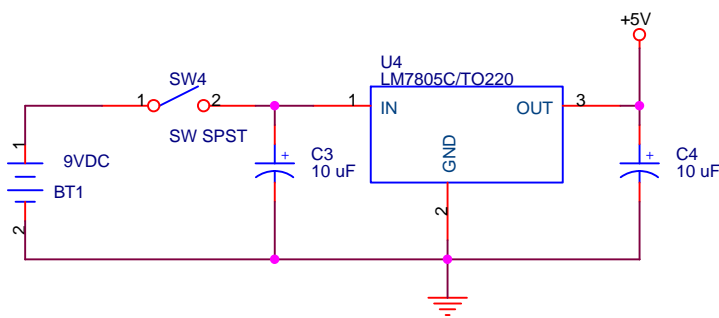 +5V
U4
LM7805C/TO220
SW4
1
2
1
IN
OUT
3
SW SPST
GND
C3
10 uF
C4
10 uF
1
9VDC
BT1
2
2